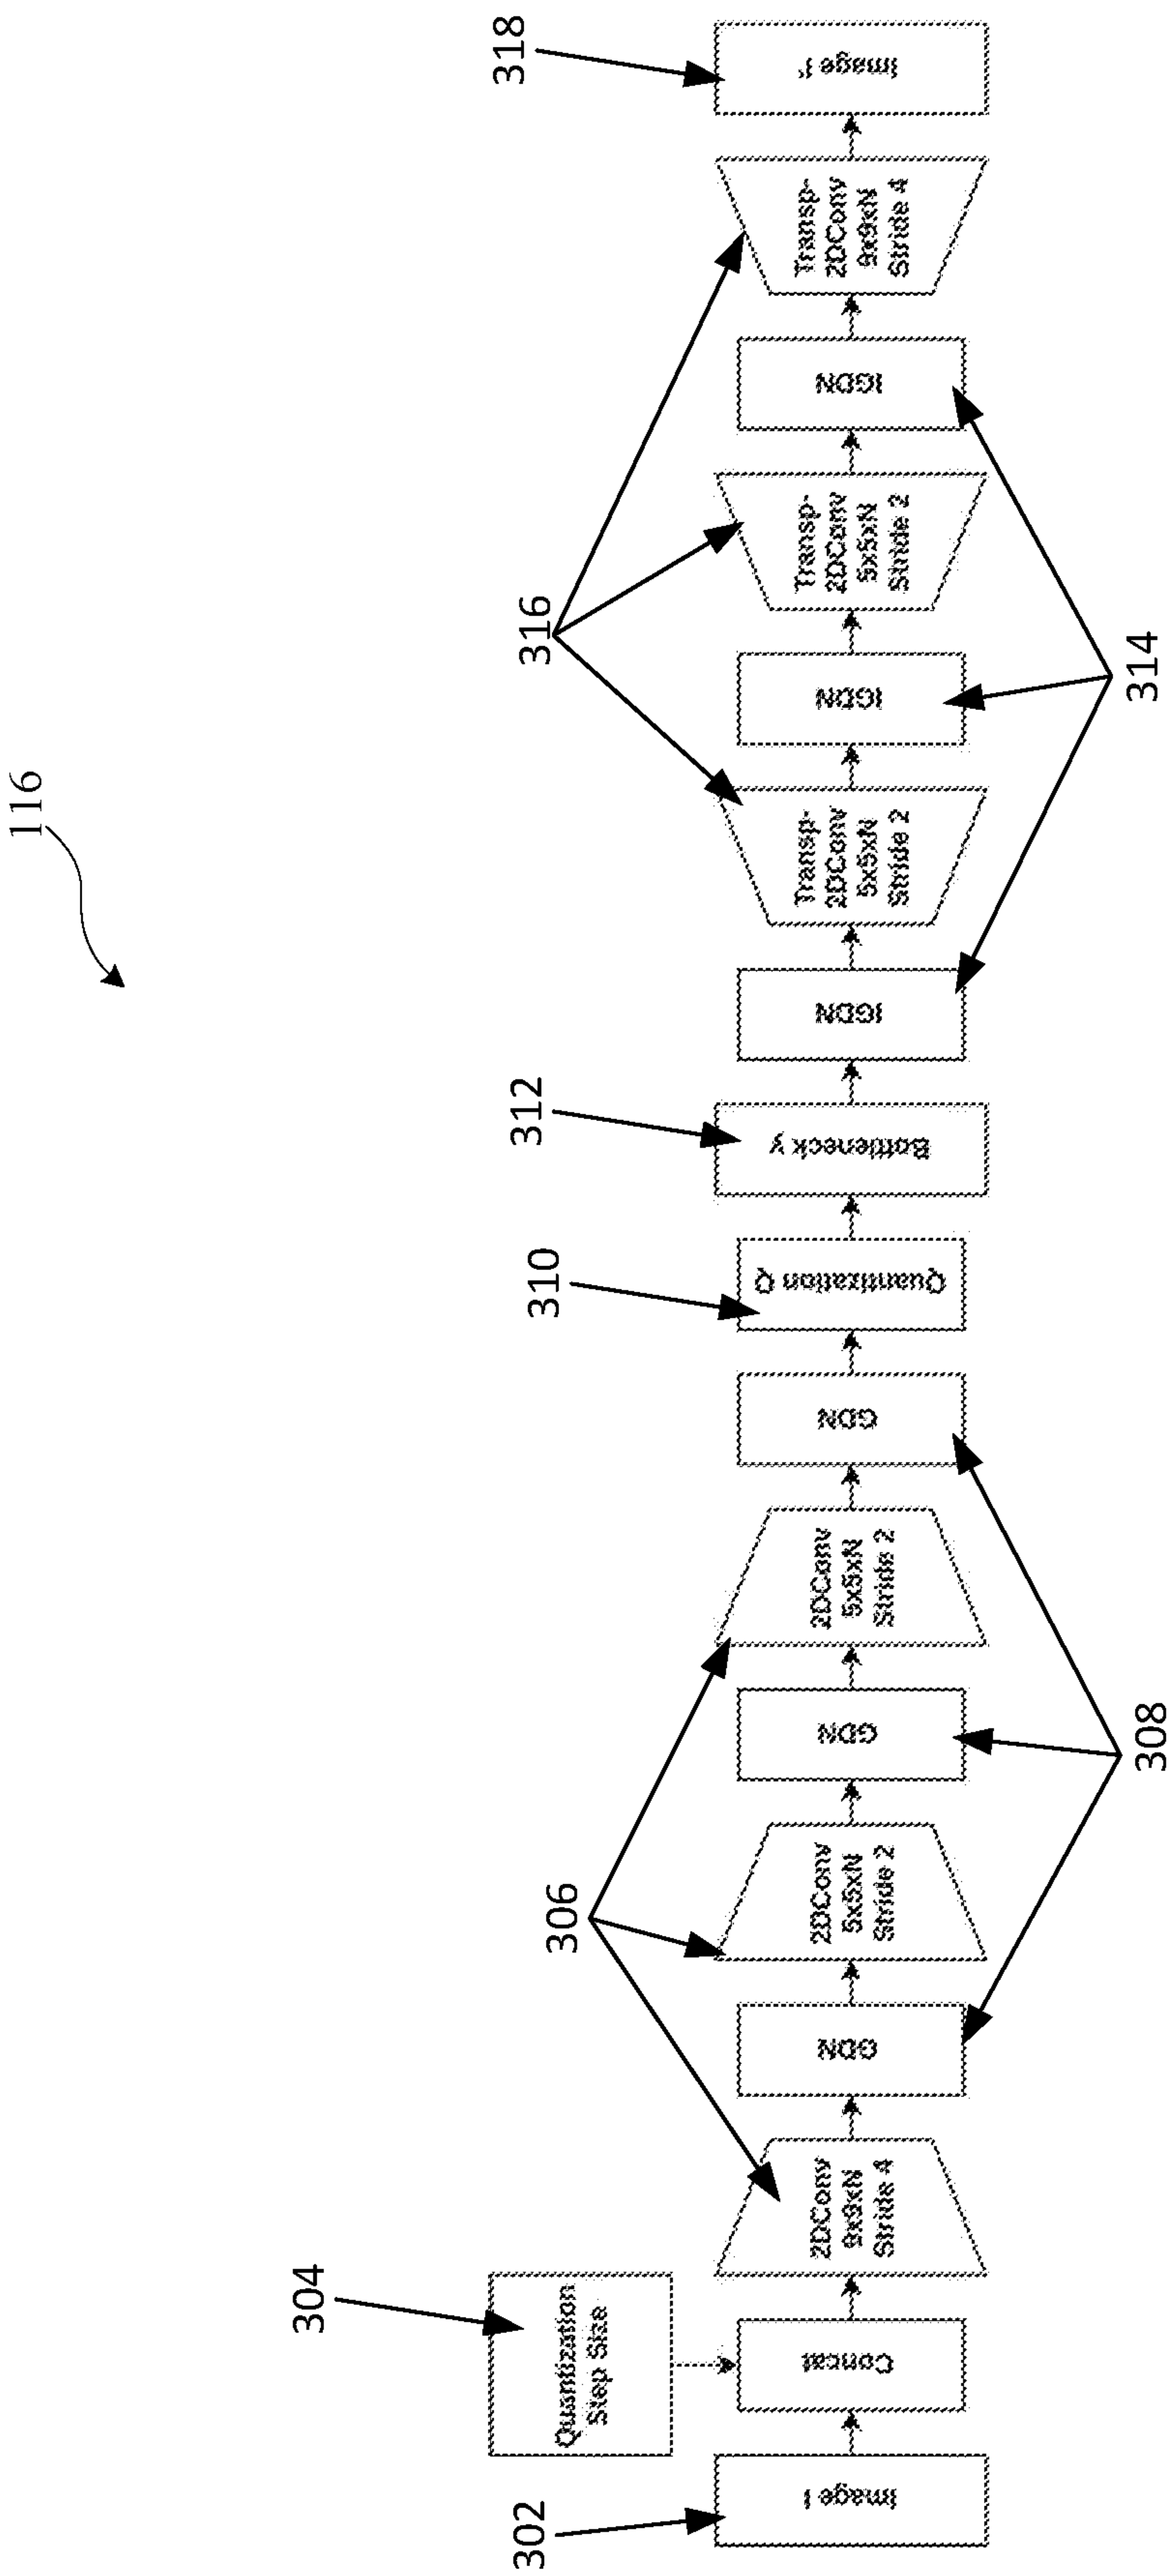 116
302
Image I
304
Quantization
Step Size
Concat
306
2DConv
9x9xN
Stride 4
GDN
2DConv
5x5xN
Stride 2
GDN
2DConv
5x5xN
Stride 2
GDN
308
310
Quantization Q
312
Bottleneck y
IGDN
Transp-
2DConv
5x5xN
Stride 2
IGDN
Transp-
2DConv
5x5xN
Stride 2
IGDN
Transp-
2DConv
9x9xN
Stride 4
314
316
318
Image I'